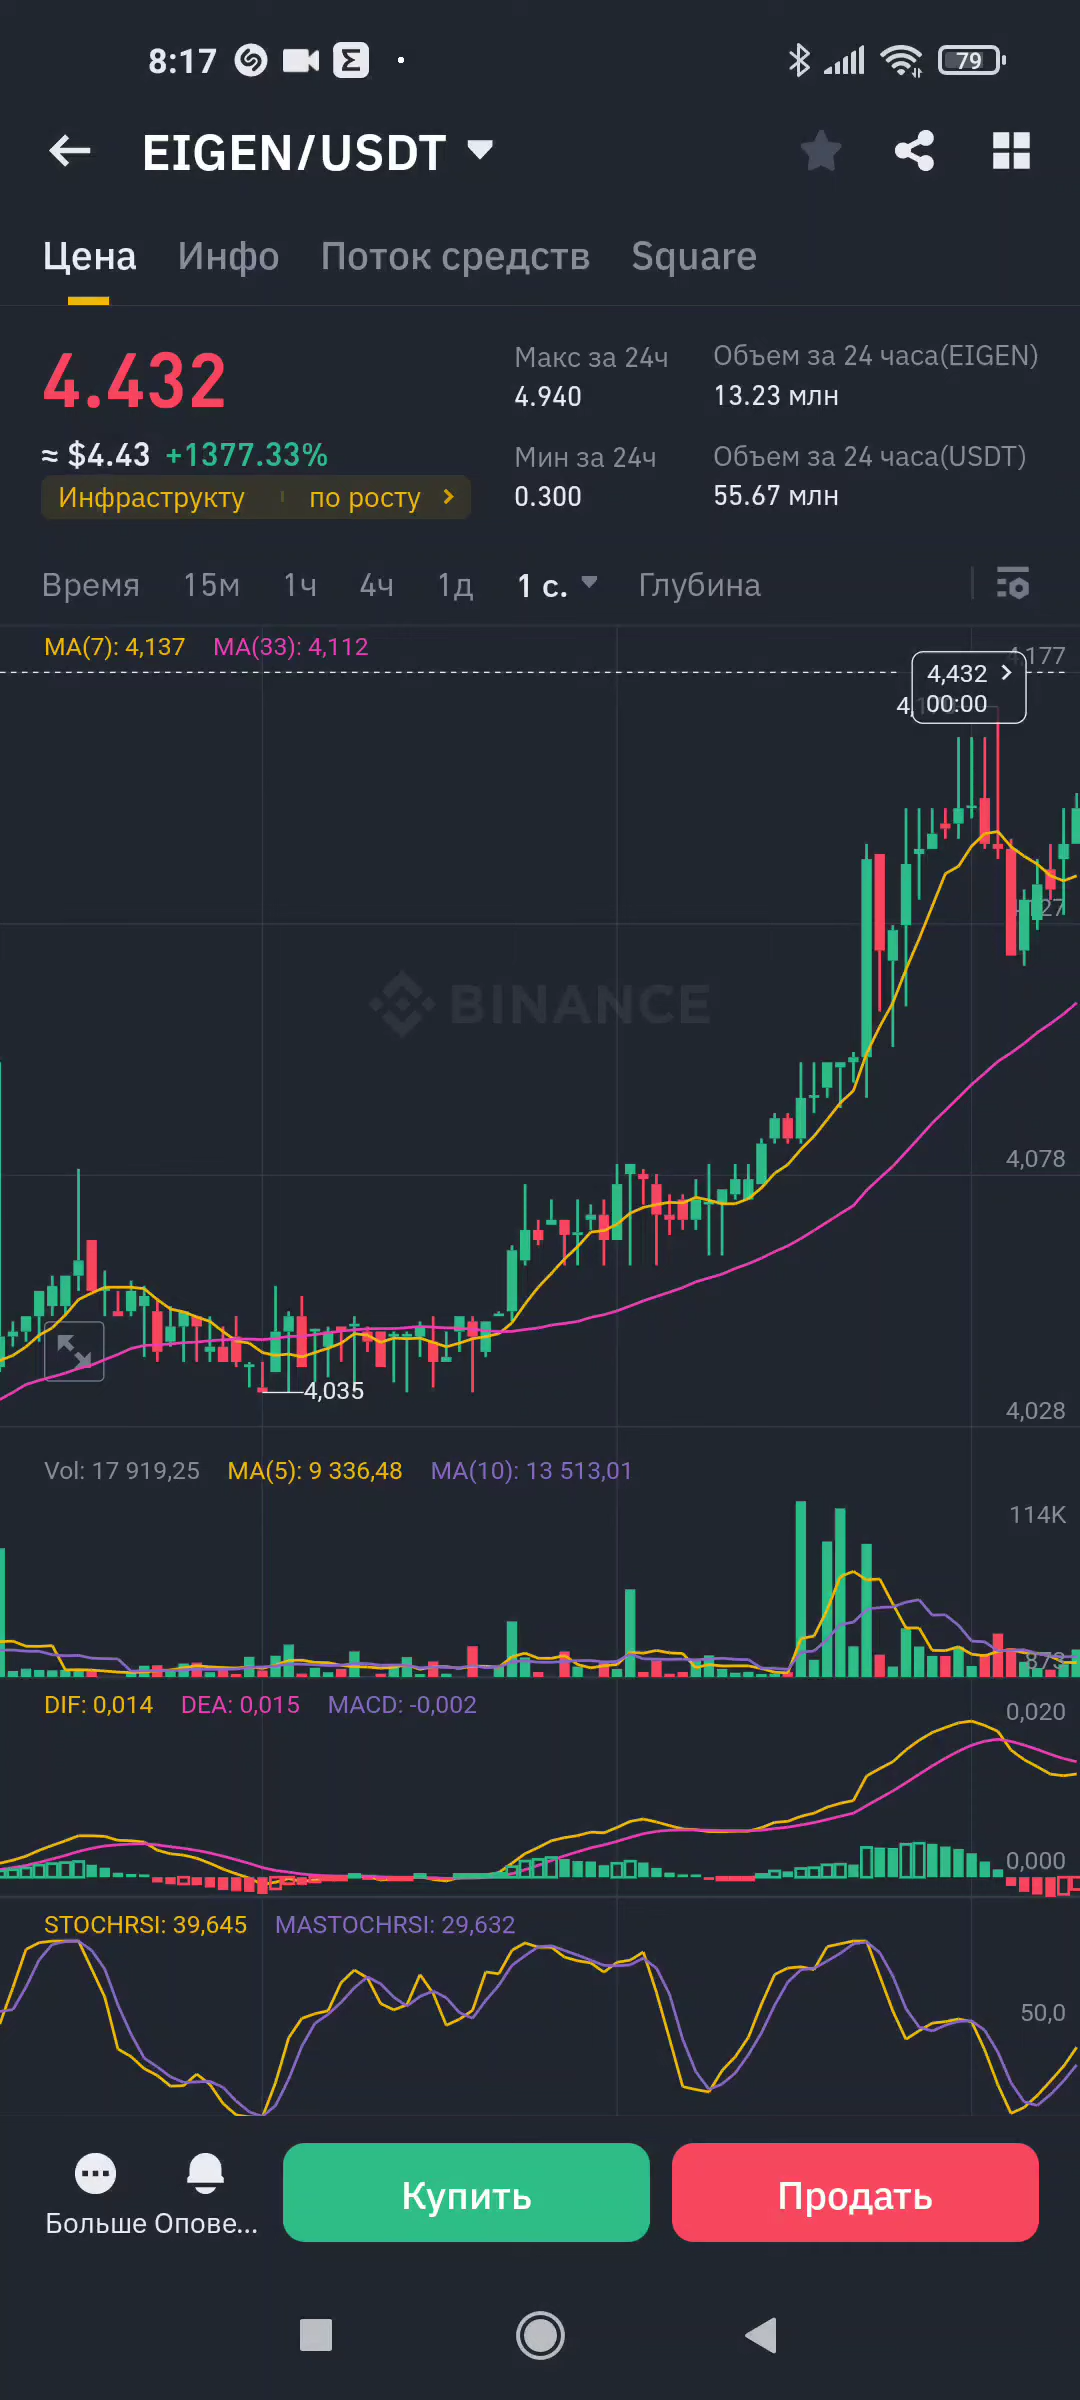 8:17
79
EIGEN/USDT
Цена Инфо Поток средств Square
4.432
≈ $4.43 +1377.33%
Инфраструкту по росту
Макс за 24ч
4.940
Мин за 24ч
0.300
Объем за 24 часа(EIGEN)
13.23 млн
Объем за 24 часа(USDT)
55.67 млн
Время 15м 1ч 4ч 1д 1 с. Глубина
MA(7): 4,137 MA(33): 4,112
4,432
00:00
BINANCE
4,078
4,035
4,028
Vol: 17 919,25 MA(5): 9 336,48 MA(10): 13 513,01
114K
873
DIF: 0,014 DEA: 0,015 MACD: -0,002
0,020
0,000
STOCHRSI: 39,645 MASTOCHRSI: 29,632
50,0
Больше Опове...
Купить
Продать